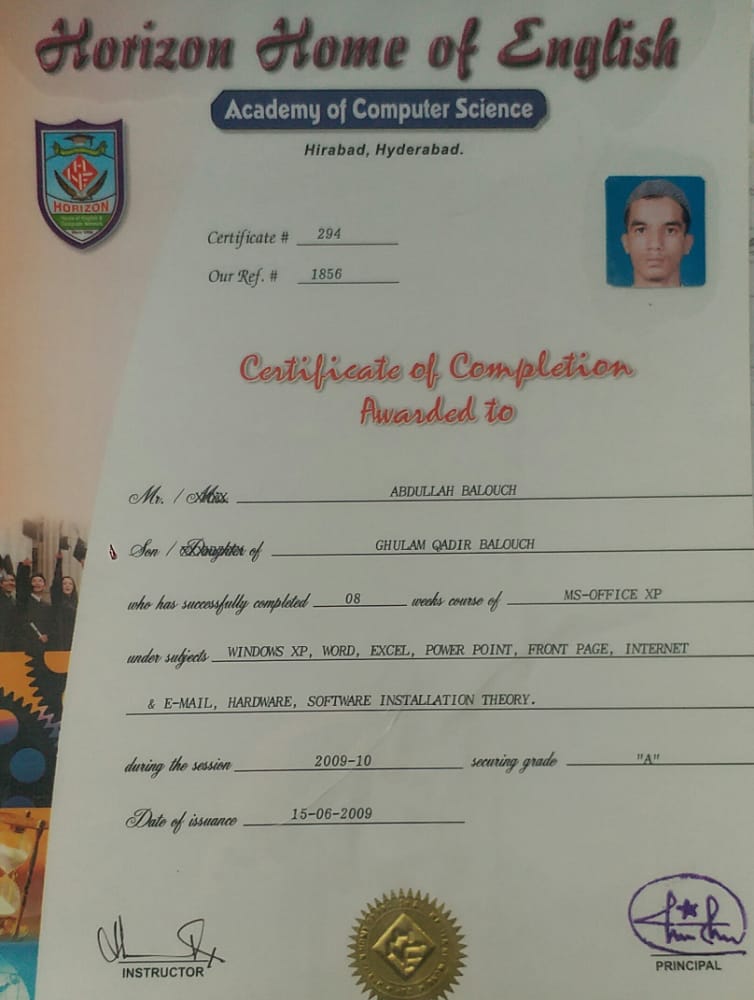 Horizon Home of English
Academy of Computer Science
Hirabad, Hyderabad.
HORIZON
Certificate # 294
Our Ref. # 1856
Certificate of Completion
Awarded to
Mr. / Miss. ABDULLAH BALOUCH
Son / Daughter of GHULAM QADIR BALOUCH
who has successfully completed 08 weeks course of MS-OFFICE XP
under subjects WINDOWS XP, WORD, EXCEL, POWER POINT, FRONT PAGE, INTERNET
& E-MAIL, HARDWARE, SOFTWARE INSTALLATION THEORY.
during the session 2009-10 securing grade "A"
Date of issuance 15-06-2009
INSTRUCTOR
PRINCIPAL